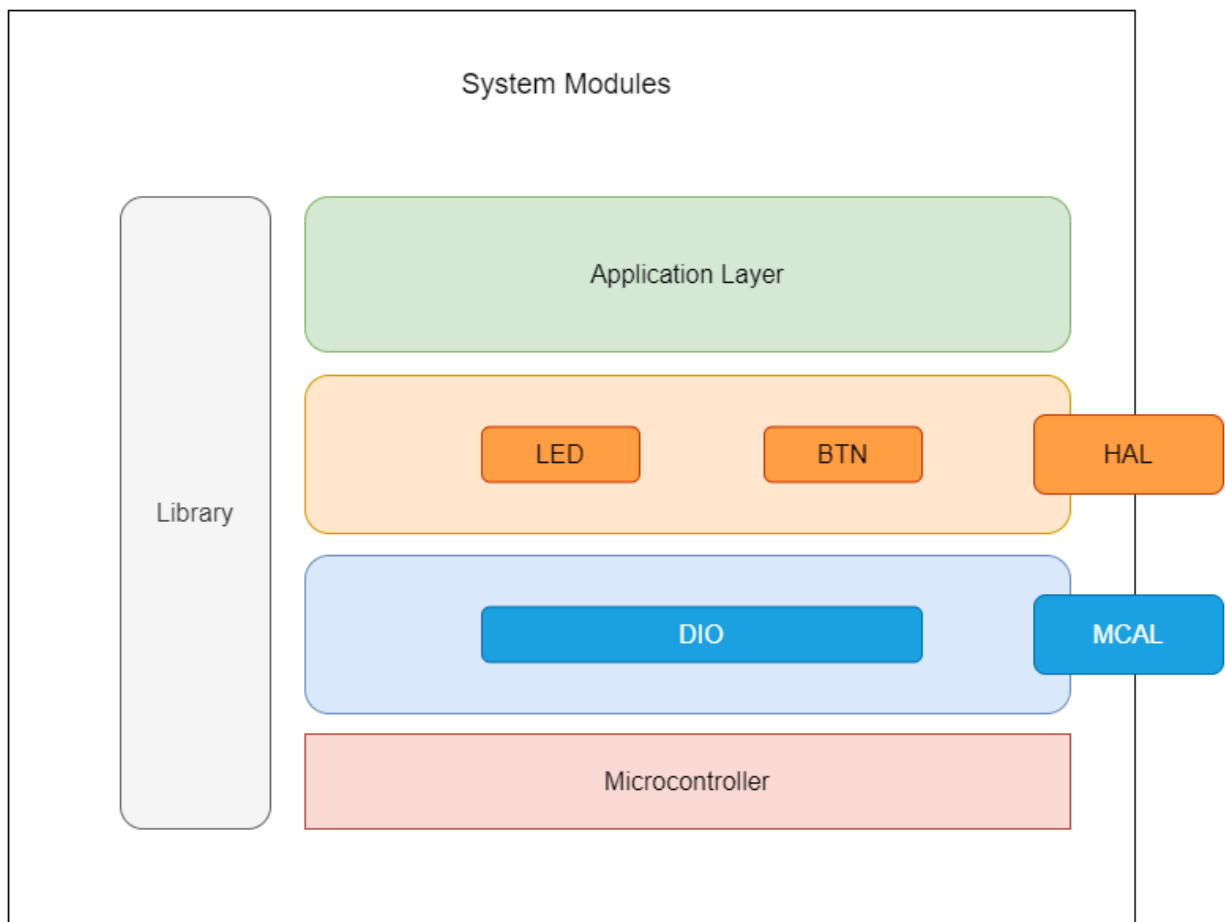 System Modules
Application Layer
LED
BTN
HAL
Library
DIO
MCAL
Microcontroller